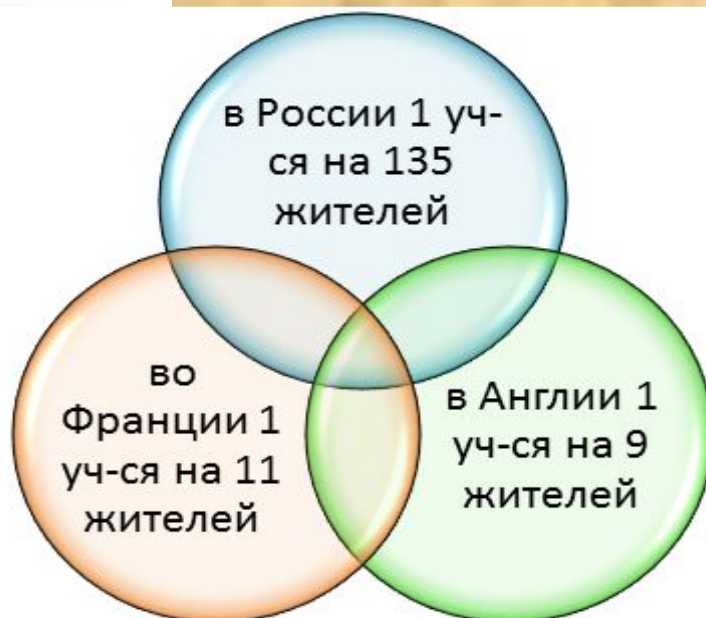 в России 1 уч-
ся на 135
жителей
во
Франции 1
уч-ся на 11
жителей
в Англии 1
уч-ся на 9
жителей